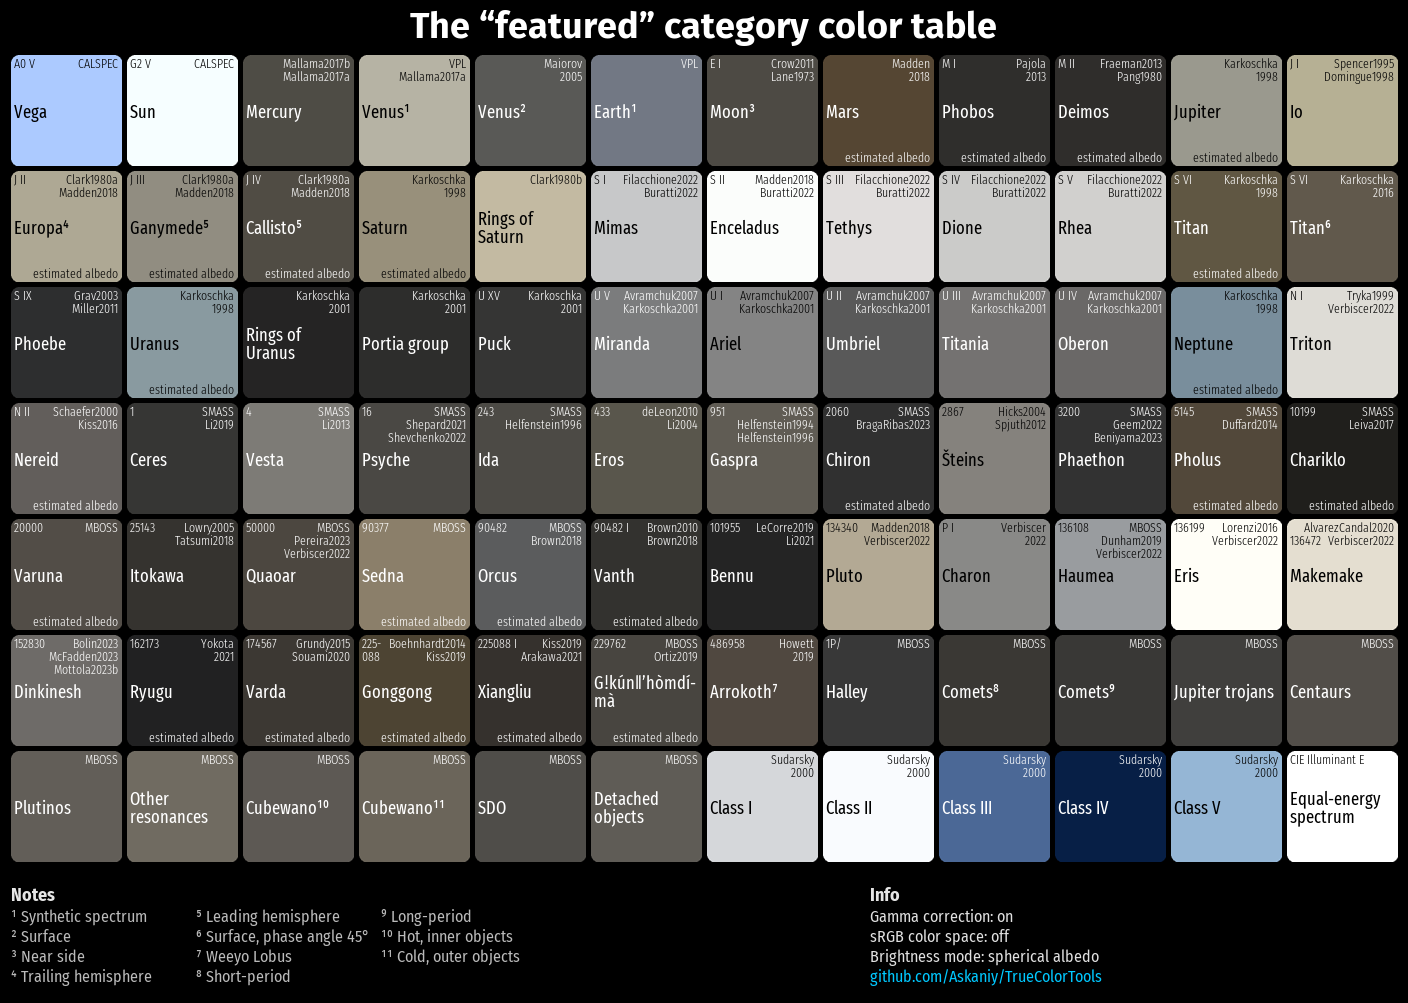 The “featured” category color table
A0 V CALSPEC
Vega
G2 V CALSPEC
Sun
Mallama2017b
Mallama2017a
Mercury
VPL
Mallama2017a
Venus¹
Maiorov
2005
Venus²
VPL
Earth¹
E I Crow2011
Lane1973
Moon³
Madden
2018
Mars
estimated albedo
M I Pajola
2013
Phobos
estimated albedo
M II Fraeman2013
Pang1980
Deimos
estimated albedo
Karkoschka
1998
Jupiter
estimated albedo
J I Spencer1995
Domingue1998
Io
J II Clark1980a
Madden2018
Europa⁴
estimated albedo
J III Clark1980a
Madden2018
Ganymede⁵
estimated albedo
J IV Clark1980a
Madden2018
Callisto⁵
estimated albedo
Karkoschka
1998
Saturn
estimated albedo
Clark1980b
Rings of
Saturn
S I Filacchione2022
Buratti2022
Mimas
S II Madden2018
Buratti2022
Enceladus
S III Filacchione2022
Buratti2022
Tethys
S IV Filacchione2022
Buratti2022
Dione
S V Filacchione2022
Buratti2022
Rhea
S VI Karkoschka
1998
Titan
estimated albedo
S VI Karkoschka
2016
Titan⁶
S IX Grav2003
Miller2011
Phoebe
Karkoschka
1998
Uranus
estimated albedo
Karkoschka
2001
Rings of
Uranus
Karkoschka
2001
Portia group
U XV Karkoschka
2001
Puck
U V Avramchuk2007
Karkoschka2001
Miranda
U I Avramchuk2007
Karkoschka2001
Ariel
U II Avramchuk2007
Karkoschka2001
Umbriel
U III Avramchuk2007
Karkoschka2001
Titania
U IV Avramchuk2007
Karkoschka2001
Oberon
Karkoschka
1998
Neptune
estimated albedo
N I Tryka1999
Verbiscer2022
Triton
N II Schaefer2000
Kiss2016
Nereid
estimated albedo
1 SMASS
Li2019
Ceres
4 SMASS
Li2013
Vesta
16 SMASS
Shepard2021
Shevchenko2022
Psyche
243 SMASS
Helfenstein1996
Ida
433 deLeon2010
Li2004
Eros
951 SMASS
Helfenstein1994
Helfenstein1996
Gaspra
2060 SMASS
BragaRibas2023
Chiron
estimated albedo
2867 Hicks2004
Spjuth2012
Šteins
3200 SMASS
Geem2022
Beniyama2023
Phaethon
5145 SMASS
Duffard2014
Pholus
estimated albedo
10199 SMASS
Leiva2017
Chariklo
estimated albedo
20000 MBOSS
Varuna
estimated albedo
25143 Lowry2005
Tatsumi2018
Itokawa
50000 MBOSS
Pereira2023
Verbiscer2022
Quaoar
90377 MBOSS
Sedna
estimated albedo
90482 MBOSS
Brown2018
Orcus
estimated albedo
90482 I Brown2010
Brown2018
Vanth
estimated albedo
101955 LeCorre2019
Li2021
Bennu
134340 Madden2018
Verbiscer2022
Pluto
P I Verbiscer
2022
Charon
136108 MBOSS
Dunham2019
Verbiscer2022
Haumea
136199 Lorenzi2016
Verbiscer2022
Eris
AlvarezCandal2020
136472 Verbiscer2022
Makemake
152830 Bolin2023
McFadden2023
Mottola2023b
Dinkinesh
162173 Yokota
2021
Ryugu
estimated albedo
174567 Grundy2015
Souami2020
Varda
estimated albedo
225- Boehnhardt2014
088 Kiss2019
Gonggong
estimated albedo
225088 I Kiss2019
Arakawa2021
Xiangliu
estimated albedo
229762 MBOSS
Ortiz2019
Gǃkúnǁʼhòmdí-
mà
estimated albedo
486958 Howett
2019
Arrokoth⁷
1P/ MBOSS
Halley
MBOSS
Comets⁸
MBOSS
Comets⁹
MBOSS
Jupiter trojans
MBOSS
Centaurs
MBOSS
Plutinos
MBOSS
Other
resonances
MBOSS
Cubewano¹⁰
MBOSS
Cubewano¹¹
MBOSS
SDO
MBOSS
Detached
objects
Sudarsky
2000
Class I
Sudarsky
2000
Class II
Sudarsky
2000
Class III
Sudarsky
2000
Class IV
Sudarsky
2000
Class V
CIE Illuminant E
Equal-energy
spectrum
Notes
¹ Synthetic spectrum
² Surface
³ Near side
⁴ Trailing hemisphere
⁵ Leading hemisphere
⁶ Surface, phase angle 45°
⁷ Weeyo Lobus
⁸ Short-period
⁹ Long-period
¹⁰ Hot, inner objects
¹¹ Cold, outer objects
Info
Gamma correction: on
sRGB color space: off
Brightness mode: spherical albedo
github.com/Askaniy/TrueColorTools